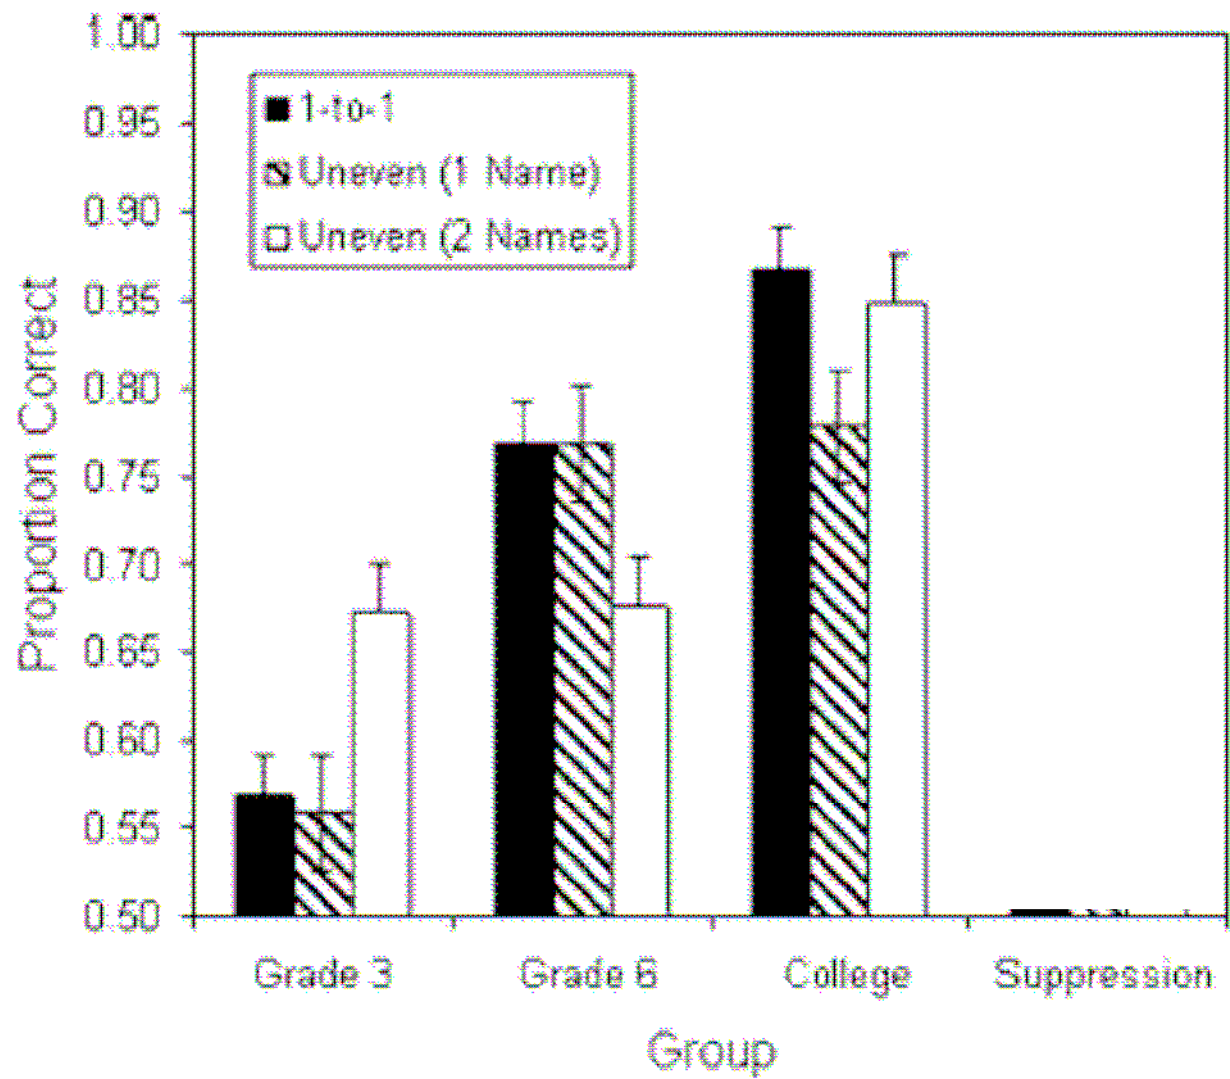 1.00
0.95
0.90
0.85
0.80
0.75
0.70
0.65
0.60
0.55
0.50
Proportion Correct
1-to-1
Uneven (1 Name)
Uneven (2 Names)
Grade 3
Grade 6
College
Suppression
Group